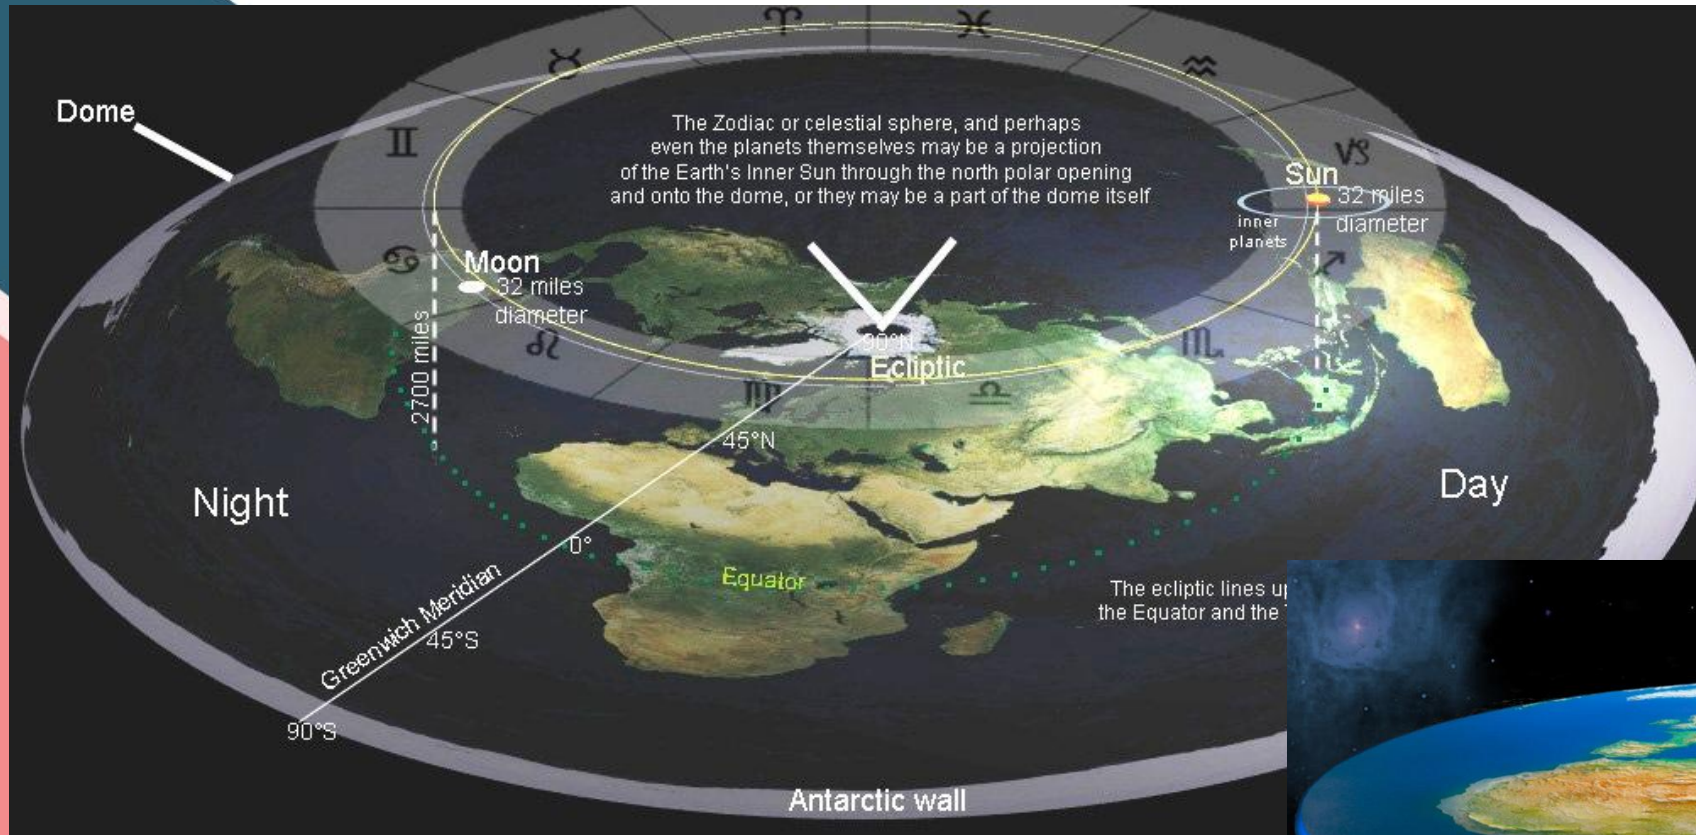 Dome
The Zodiac or celestial sphere, and perhaps
even the planets themselves may be a projection
of the Earth's Inner Sun through the north polar opening
and onto the dome, or they may be a part of the dome itself
Sun
32 miles
diameter
inner
planets
Moon
32 miles
diameter
2700 miles
90°N
Ecliptic
45°N
Night
Day
0°
Equator
The ecliptic lines up
the Equator and the
Greenwich Meridian
45°S
90°S
Antarctic wall